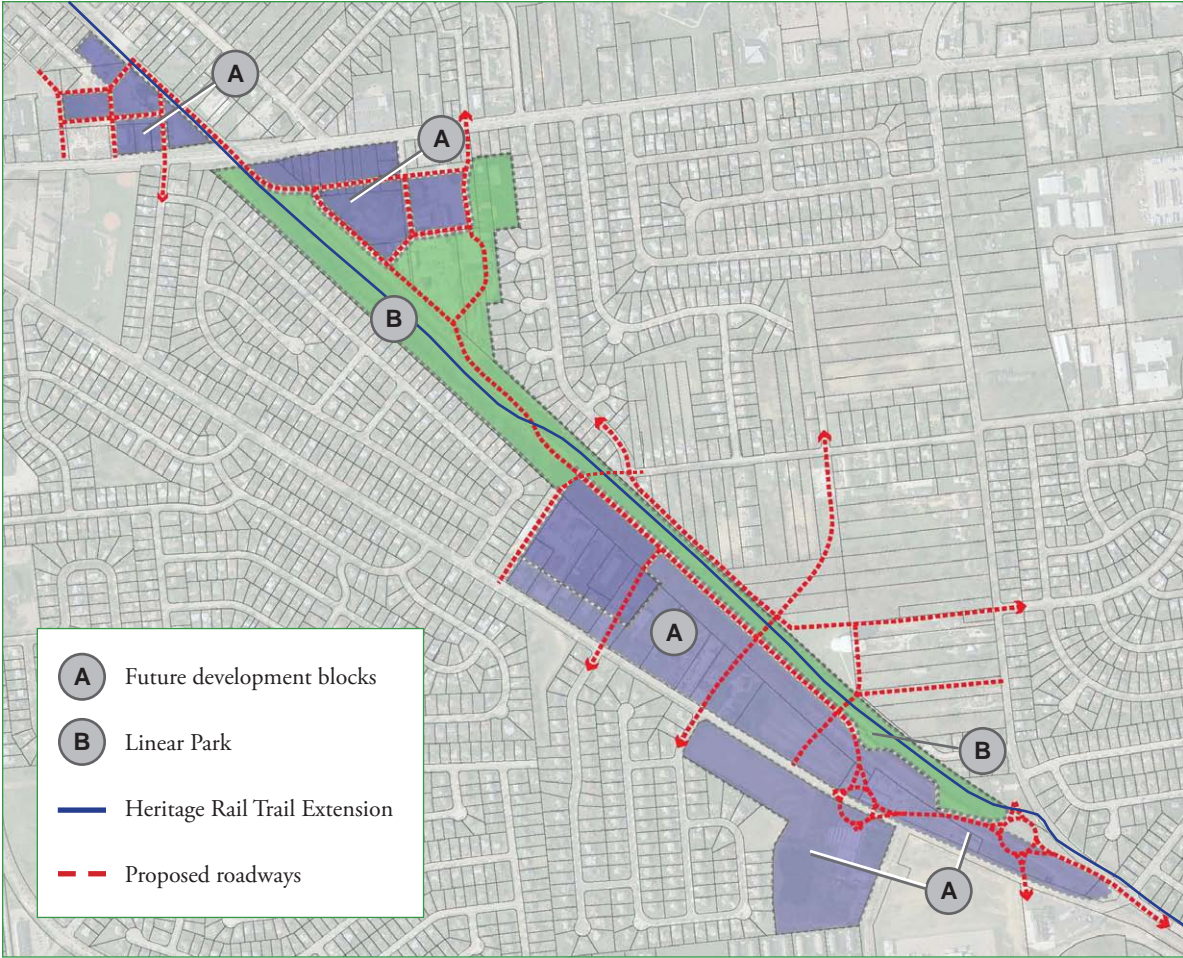 A
A
B
A
B
A
A Future development blocks
B Linear Park
Heritage Rail Trail Extension
Proposed roadways